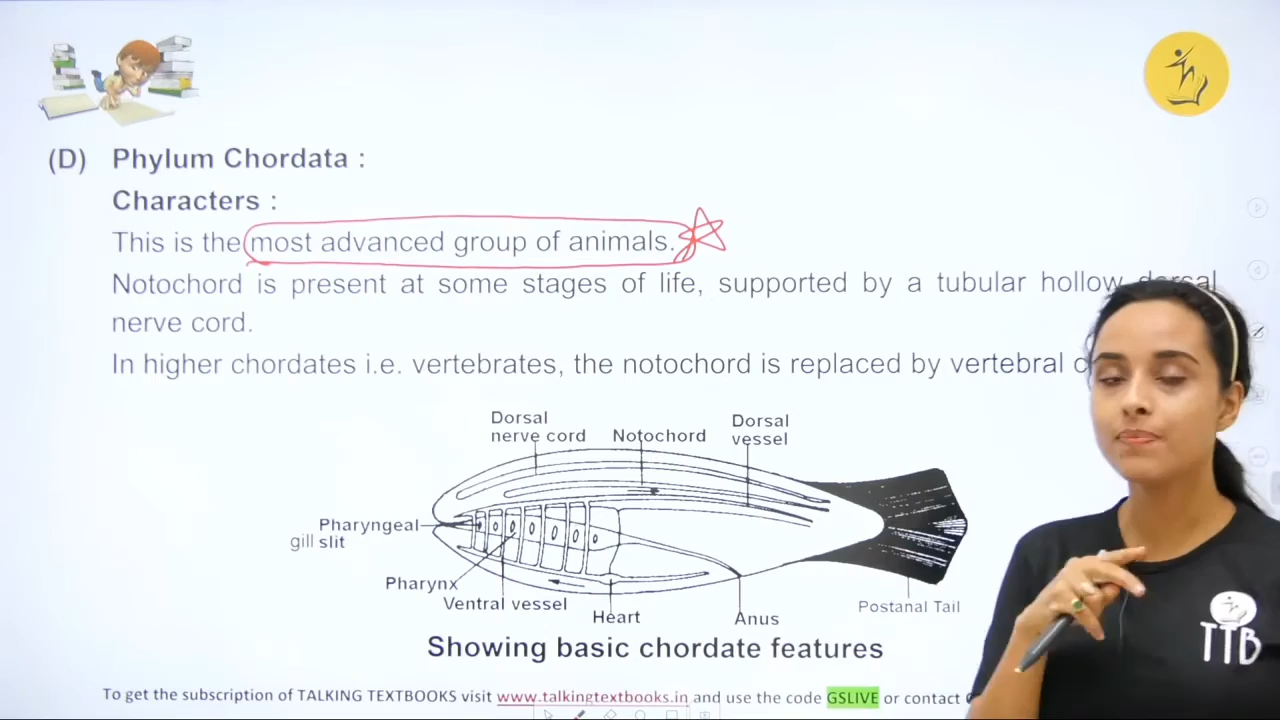 (D) Phylum Chordata :
Characters :
This is the most advanced group of animals.
Notochord is present at some stages of life, supported by a tubular hollow dorsal
nerve cord.
In higher chordates i.e. vertebrates, the notochord is replaced by vertebral
Dorsal
nerve cord
Notochord
Dorsal
vessel
Pharyngeal
gill slit
Pharynx
Ventral vessel
Heart
Anus
Postanal Tail
Showing basic chordate features
To get the subscription of TALKING TEXTBOOKS visit www.talkingtextbooks.in and use the code GSLIVE or contact
TTB